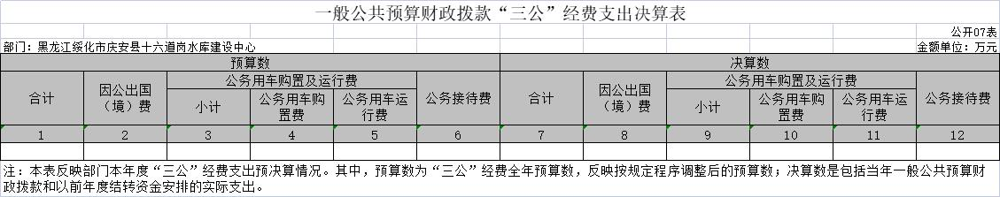 一般公共预算财政拨款“三公”经费支出决算表
公开07表
部门：黑龙江绥化市庆安县十六道岗水库建设中心 金额单位：万元
预算数 决算数
合计 因公出国（境）费 公务用车购置及运行费 公务接待费 合计 因公出国（境）费 公务用车购置及运行费 公务接待费
小计 公务用车购置费 公务用车运行费 小计 公务用车购置费 公务用车运行费
1 2 3 4 5 6 7 8 9 10 11 12
注：本表反映部门本年度“三公”经费支出预决算情况。其中，预算数为“三公”经费全年预算数，反映按规定程序调整后的预算数；决算数是包括当年一般公共预算财
政拨款和以前年度结转资金安排的实际支出。